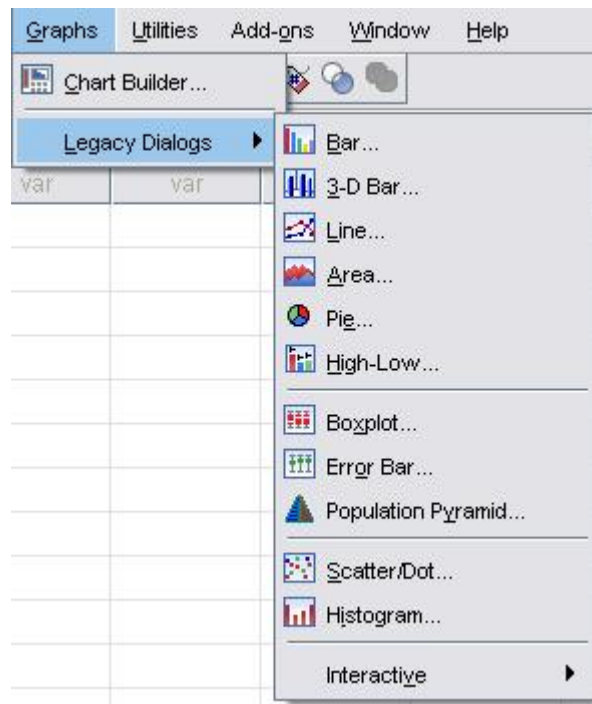 Graphs Utilities Add-ons Window Help
Chart Builder...
Legacy Dialogs
var var
Bar...
3-D Bar...
Line...
Area...
Pie...
High-Low...
Boxplot...
Error Bar...
Population Pyramid...
Scatter/Dot...
Histogram...
Interactive